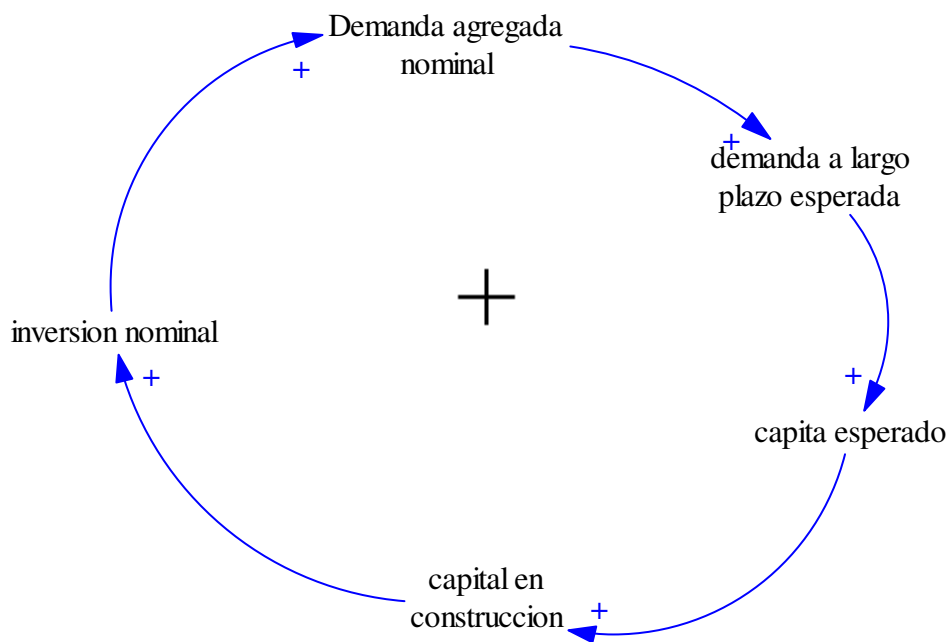 Demanda agregada
nominal
+
+
demanda a largo
plazo esperada
+
inversion nominal
+
+
capita esperado
capital en
construccion
+